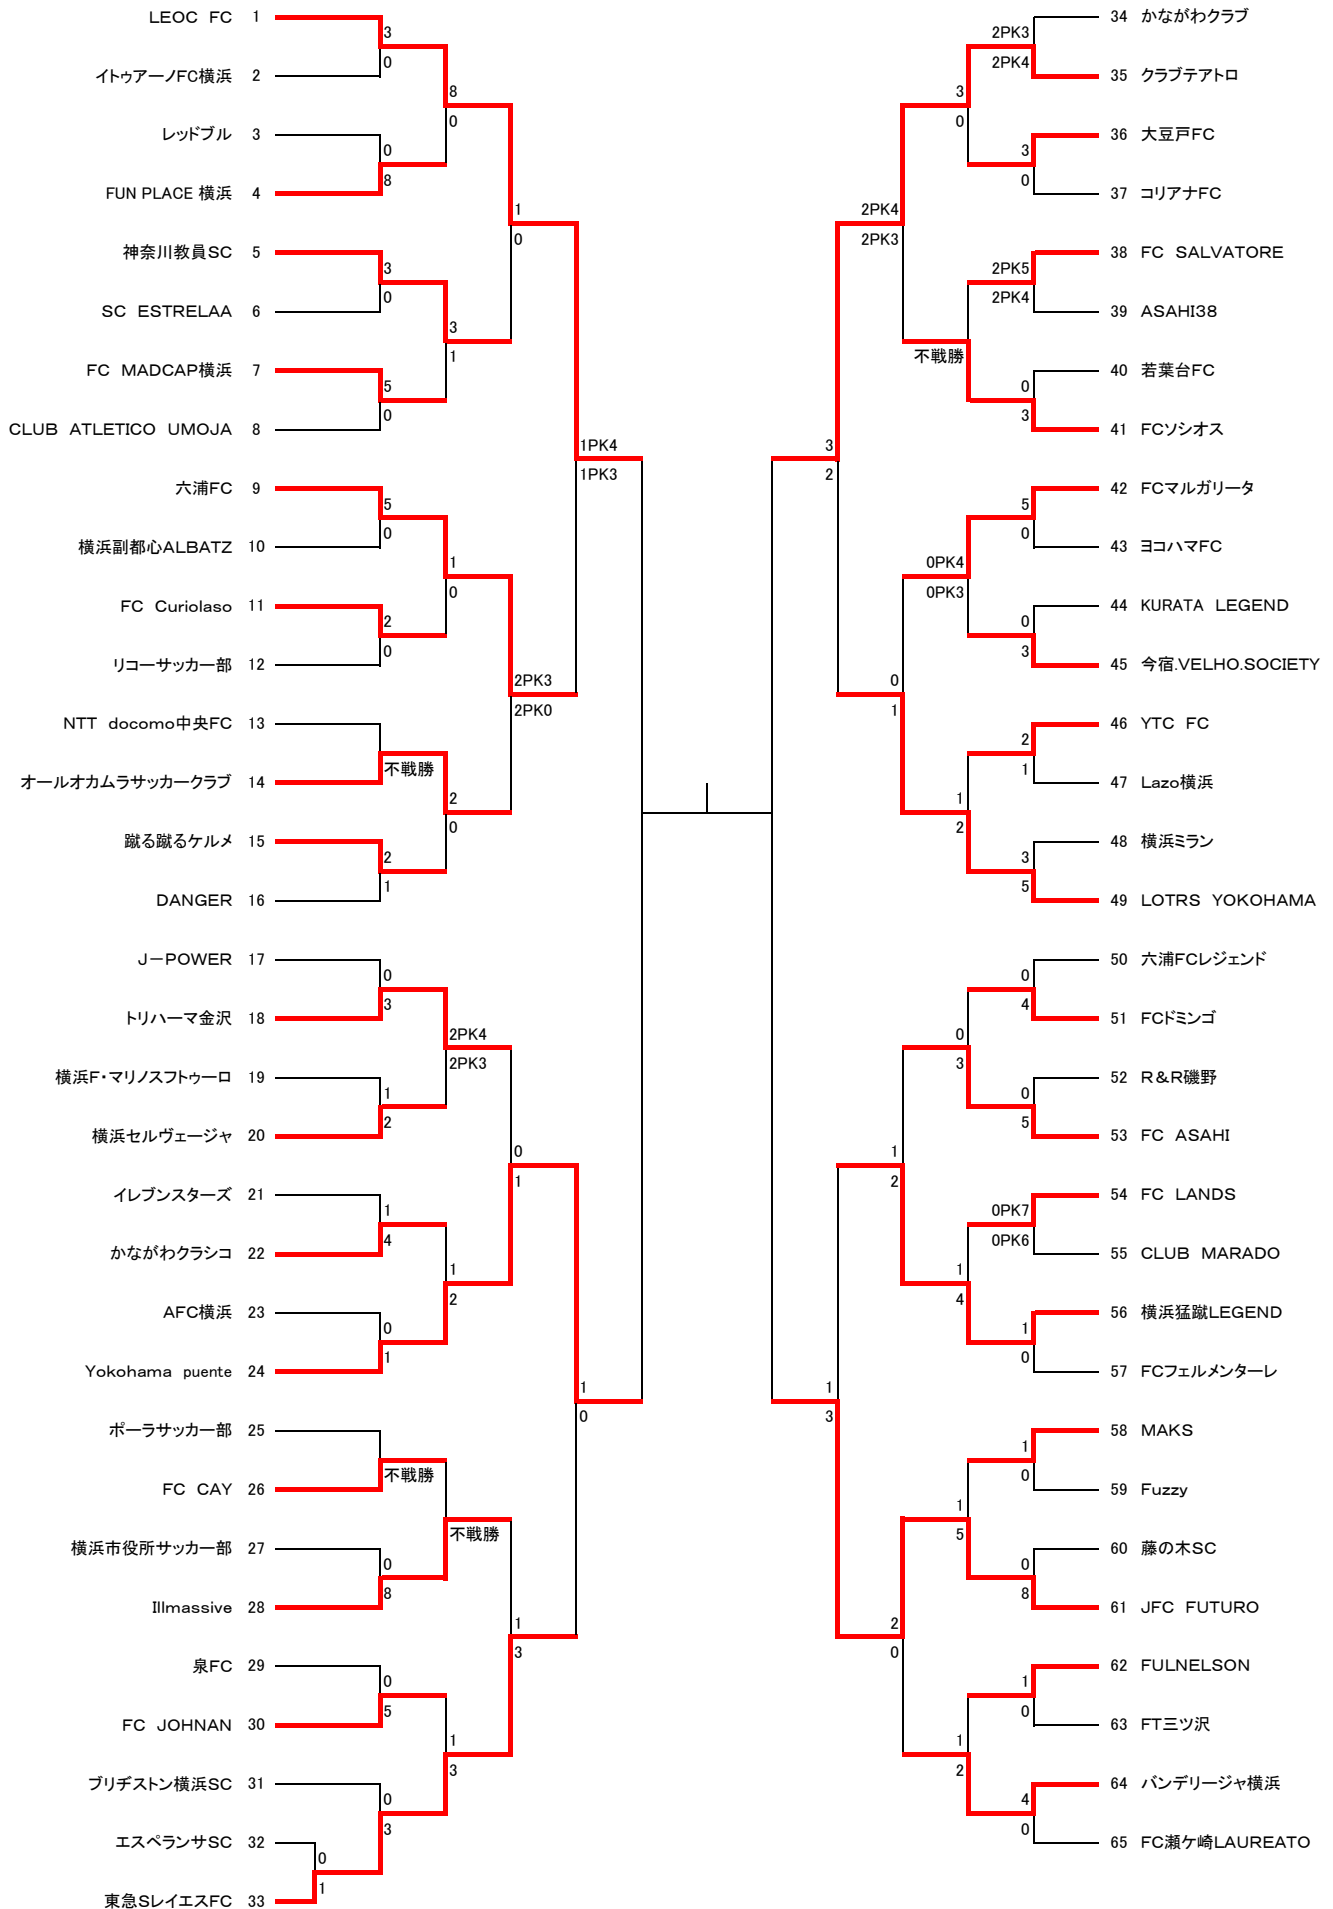 LEOC FC 1
3
0
イトゥアーノFC横浜 2
8
0
レッドブル 3
0
8
FUN PLACE 横浜 4
1
0
神奈川教員SC 5
3
0
SC ESTRELAA 6
3
1
FC MADCAP横浜 7
5
0
CLUB ATLETICO UMOJA 8
1PK4
1PK3
六浦FC 9
5
0
横浜副都心ALBATZ 10
1
0
FC Curiolaso 11
2
0
リコーサッカー部 12
2PK3
2PK0
NTT docomo中央FC 13
不戦勝
オールオカムラサッカークラブ 14
2
0
蹴る蹴るケルメ 15
2
1
DANGER 16
J−POWER 17
0
3
トリハーマ金沢 18
2PK4
2PK3
横浜F・マリノスフトゥーロ 19
1
2
横浜セルヴェージャ 20
0
1
イレブンスターズ 21
1
4
かながわクラシコ 22
1
2
AFC横浜 23
0
1
Yokohama puente 24
1
0
ポーラサッカー部 25
不戦勝
FC CAY 26
不戦勝
横浜市役所サッカー部 27
0
8
Illmassive 28
1
3
泉FC 29
0
5
FC JOHNAN 30
1
3
ブリヂストン横浜SC 31
0
3
エスペランサSC 32
0
1
東急SレイエスFC 33
34 かながわクラブ
2PK3
2PK4
35 クラブテアトロ
3
0
36 大豆戸FC
3
0
37 コリアナFC
2PK4
2PK3
38 FC SALVATORE
2PK5
2PK4
39 ASAHI38
不戦勝
40 若葉台FC
0
3
41 FCソシオス
3
2
42 FCマルガリータ
5
0
43 ヨコハマFC
0PK4
0PK3
44 KURATA LEGEND
0
3
45 今宿.VELHO.SOCIETY
0
1
46 YTC FC
2
1
47 Lazo横浜
1
2
48 横浜ミラン
3
5
49 LOTRS YOKOHAMA
50 六浦FCレジェンド
0
4
51 FCドミンゴ
0
3
52 R＆R磯野
0
5
53 FC ASAHI
1
2
54 FC LANDS
0PK7
0PK6
55 CLUB MARADO
1
4
56 横浜猛蹴LEGEND
1
0
57 FCフェルメンターレ
1
3
58 MAKS
1
0
59 Fuzzy
1
5
60 藤の木SC
0
8
61 JFC FUTURO
2
0
62 FULNELSON
1
0
63 FT三ツ沢
1
2
64 バンデリージャ横浜
4
0
65 FC瀬ケ崎LAUREATO